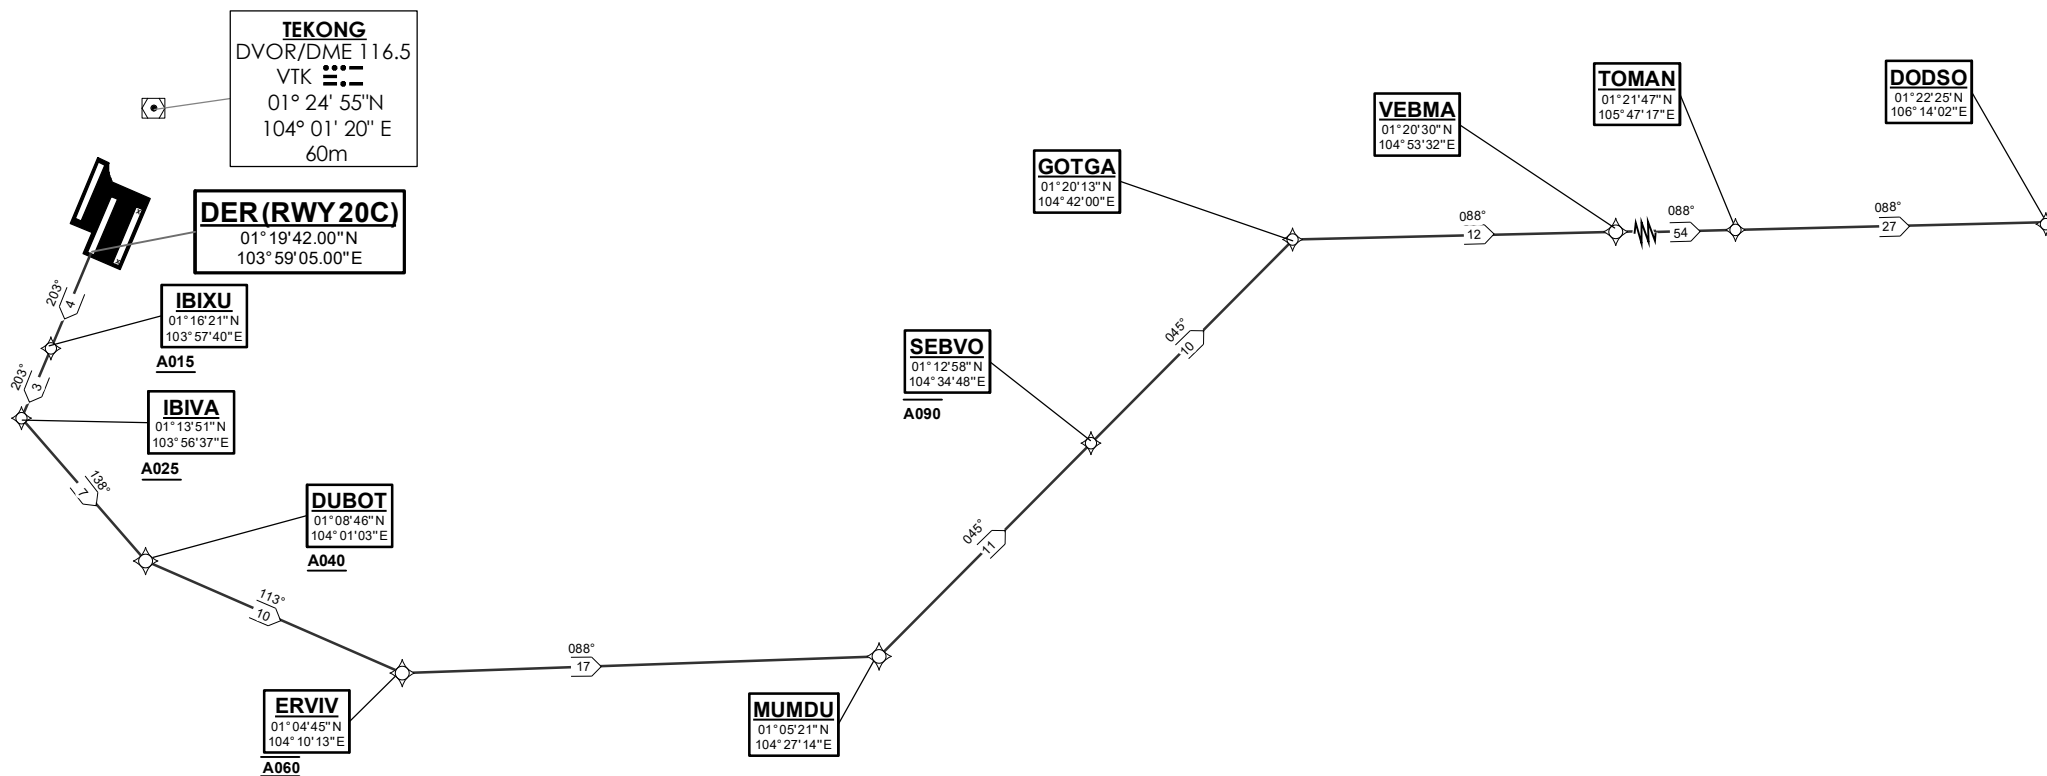 TEKONG
DVOR/DME 116.5
VTK
01° 24' 55"N
104° 01' 20" E
60m
DER (RWY 20C)
01°19'42.00"N
103°59'05.00"E
203°
4
IBIXU
01°16'21"N
103°57'40"E
A015
203°
3
IBIVA
01°13'51"N
103°56'37"E
A025
138°
7
DUBOT
01°08'46"N
104°01'03"E
A040
113°
10
ERVIV
01°04'45"N
104°10'13"E
A060
088°
17
MUMDU
01°05'21"N
104°27'14"E
045°
11
SEBVO
01°12'58"N
104°34'48"E
A090
045°
10
GOTGA
01°20'13"N
104°42'00"E
088°
12
VEBMA
01°20'30"N
104°53'32"E
088°
54
TOMAN
01°21'47"N
105°47'17"E
088°
27
DODSO
01°22'25'N
106°14'02"E